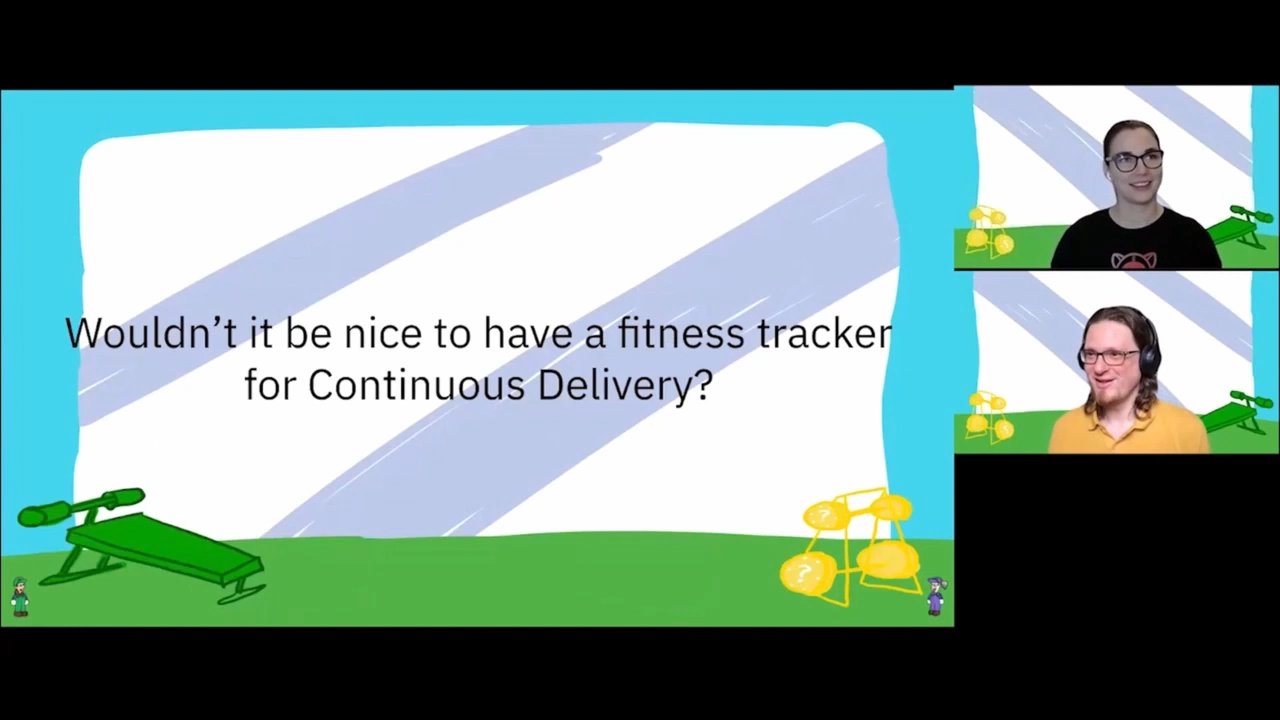 Wouldn’t it be nice to have a fitness tracker
for Continuous Delivery?
?
?